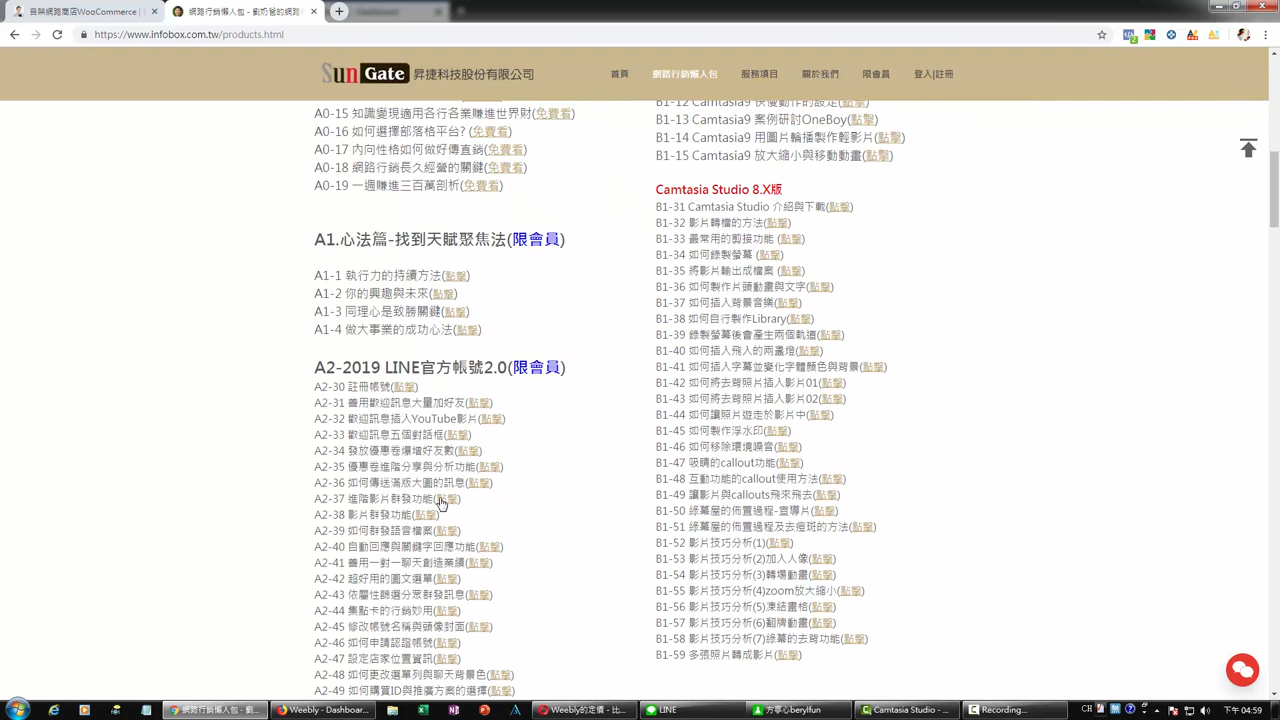 喜架網路商店WooCommerce |
網路行銷懶人包 - 劉奶爸的網路
https://www.infobox.com.tw/products.html
SunGate 昇捷科技股份有限公司
首頁
網路行銷懶人包
服務項目
關於我們
限會員
登入|註冊
A0-15 知識變現適用各行各業賺進世界財(免費看)
A0-16 如何選擇部落格平台? (免費看)
A0-17 內向性格如何做好傳直銷(免費看)
A0-18 網路行銷長久經營的關鍵(免費看)
A0-19 一週賺進三百萬剖析(免費看)
A1.心法篇-找到天賦聚焦法(限會員)
A1-1 執行力的持續方法(點擊)
A1-2 你的興趣與未來(點擊)
A1-3 同理心是致勝關鍵(點擊)
A1-4 做大事業的成功心法(點擊)
A2-2019 LINE官方帳號2.0(限會員)
A2-30 註冊帳號(點擊)
A2-31 善用歡迎訊息大量加好友(點擊)
A2-32 歡迎訊息插入YouTube影片(點擊)
A2-33 歡迎訊息五個對話框(點擊)
A2-34 發放優惠卷爆增好友數(點擊)
A2-35 優惠卷進階分享與分析功能(點擊)
A2-36 如何傳送滿版大圖的訊息(點擊)
A2-37 進階影片群發功能(點擊)
A2-38 影片群發功能(點擊)
A2-39 如何群發語音檔案(點擊)
A2-40 自動回應與關鍵字回應功能(點擊)
A2-41 善用一對一聊天創造業績(點擊)
A2-42 超好用的圖文選單(點擊)
A2-43 依屬性篩選分眾群發訊息(點擊)
A2-44 集點卡的行銷妙用(點擊)
A2-45 修改帳號名稱與頭像封面(點擊)
A2-46 如何申請認證帳號(點擊)
A2-47 設定店家位置資訊(點擊)
A2-48 如何更改選單列與聊天背景色(點擊)
A2-49 如何購買ID與推廣方案的選擇(點擊)
B1-12 Camtasia9 快慢動作的設定(點擊)
B1-13 Camtasia9 案例研討OneBoy(點擊)
B1-14 Camtasia9 用圖片輪播製作輕影片(點擊)
B1-15 Camtasia9 放大縮小與移動動畫(點擊)
Camtasia Studio 8.X版
B1-31 Camtasia Studio 介紹與下載(點擊)
B1-32 影片轉檔的方法(點擊)
B1-33 最常用的剪接功能 (點擊)
B1-34 如何錄製螢幕 (點擊)
B1-35 將影片輸出成檔案 (點擊)
B1-36 如何製作片頭動畫與文字(點擊)
B1-37 如何插入背景音樂(點擊)
B1-38 如何自行製作Library(點擊)
B1-39 錄製螢幕後會產生兩個軌道(點擊)
B1-40 如何插入飛入的兩盞燈(點擊)
B1-41 如何插入字幕並變化字體顏色與背景(點擊)
B1-42 如何將去背照片插入影片01(點擊)
B1-43 如何將去背照片插入影片02(點擊)
B1-44 如何讓照片遊走於影片中(點擊)
B1-45 如何製作浮水印(點擊)
B1-46 如何移除環境噪音(點擊)
B1-47 吸睛的callout功能(點擊)
B1-48 互動功能的callout使用方法(點擊)
B1-49 讓影片與callouts飛來飛去(點擊)
B1-50 綠幕屋的佈置過程-宣導片(點擊)
B1-51 綠幕屋的佈置過程及去痘斑的方法(點擊)
B1-52 影片技巧分析(1)(點擊)
B1-53 影片技巧分析(2)加入人像(點擊)
B1-54 影片技巧分析(3)轉場動畫(點擊)
B1-55 影片技巧分析(4)zoom放大縮小(點擊)
B1-56 影片技巧分析(5)凍結畫格(點擊)
B1-57 影片技巧分析(6)翻牌動畫(點擊)
B1-58 影片技巧分析(7)綠幕的去背功能(點擊)
B1-59 多張照片轉成影片(點擊)
網路行銷懶人包 - 劉...
Weebly - Dashboar...
Weebly的定價 - 比...
LINE
方亭心berylfun
Camtasia Studio - ...
Recording...
CH
下午 04:59